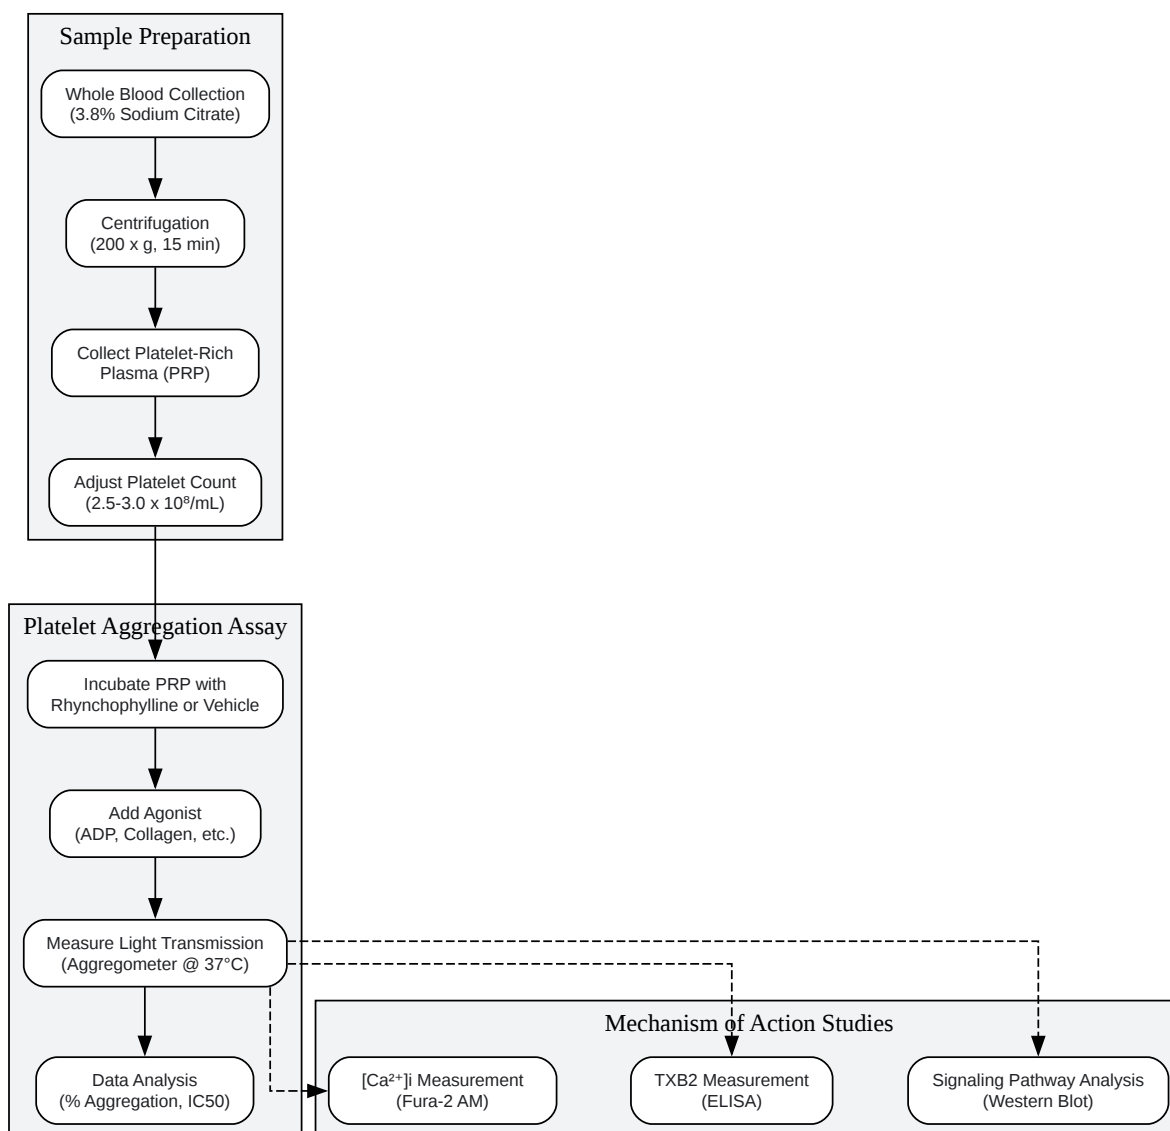 Sample Preparation
Whole Blood Collection
(3.8% Sodium Citrate)
Centrifugation
(200 x g, 15 min)
Collect Platelet-Rich
Plasma (PRP)
Adjust Platelet Count
(2.5-3.0 x 10⁸/mL)
Platelet Aggregation Assay
Incubate PRP with
Rhynchophylline or Vehicle
Add Agonist
(ADP, Collagen, etc.)
Measure Light Transmission
(Aggregometer @ 37°C)
Data Analysis
(% Aggregation, IC50)
Mechanism of Action Studies
[Ca²⁺]i Measurement
(Fura-2 AM)
TXB2 Measurement
(ELISA)
Signaling Pathway Analysis
(Western Blot)